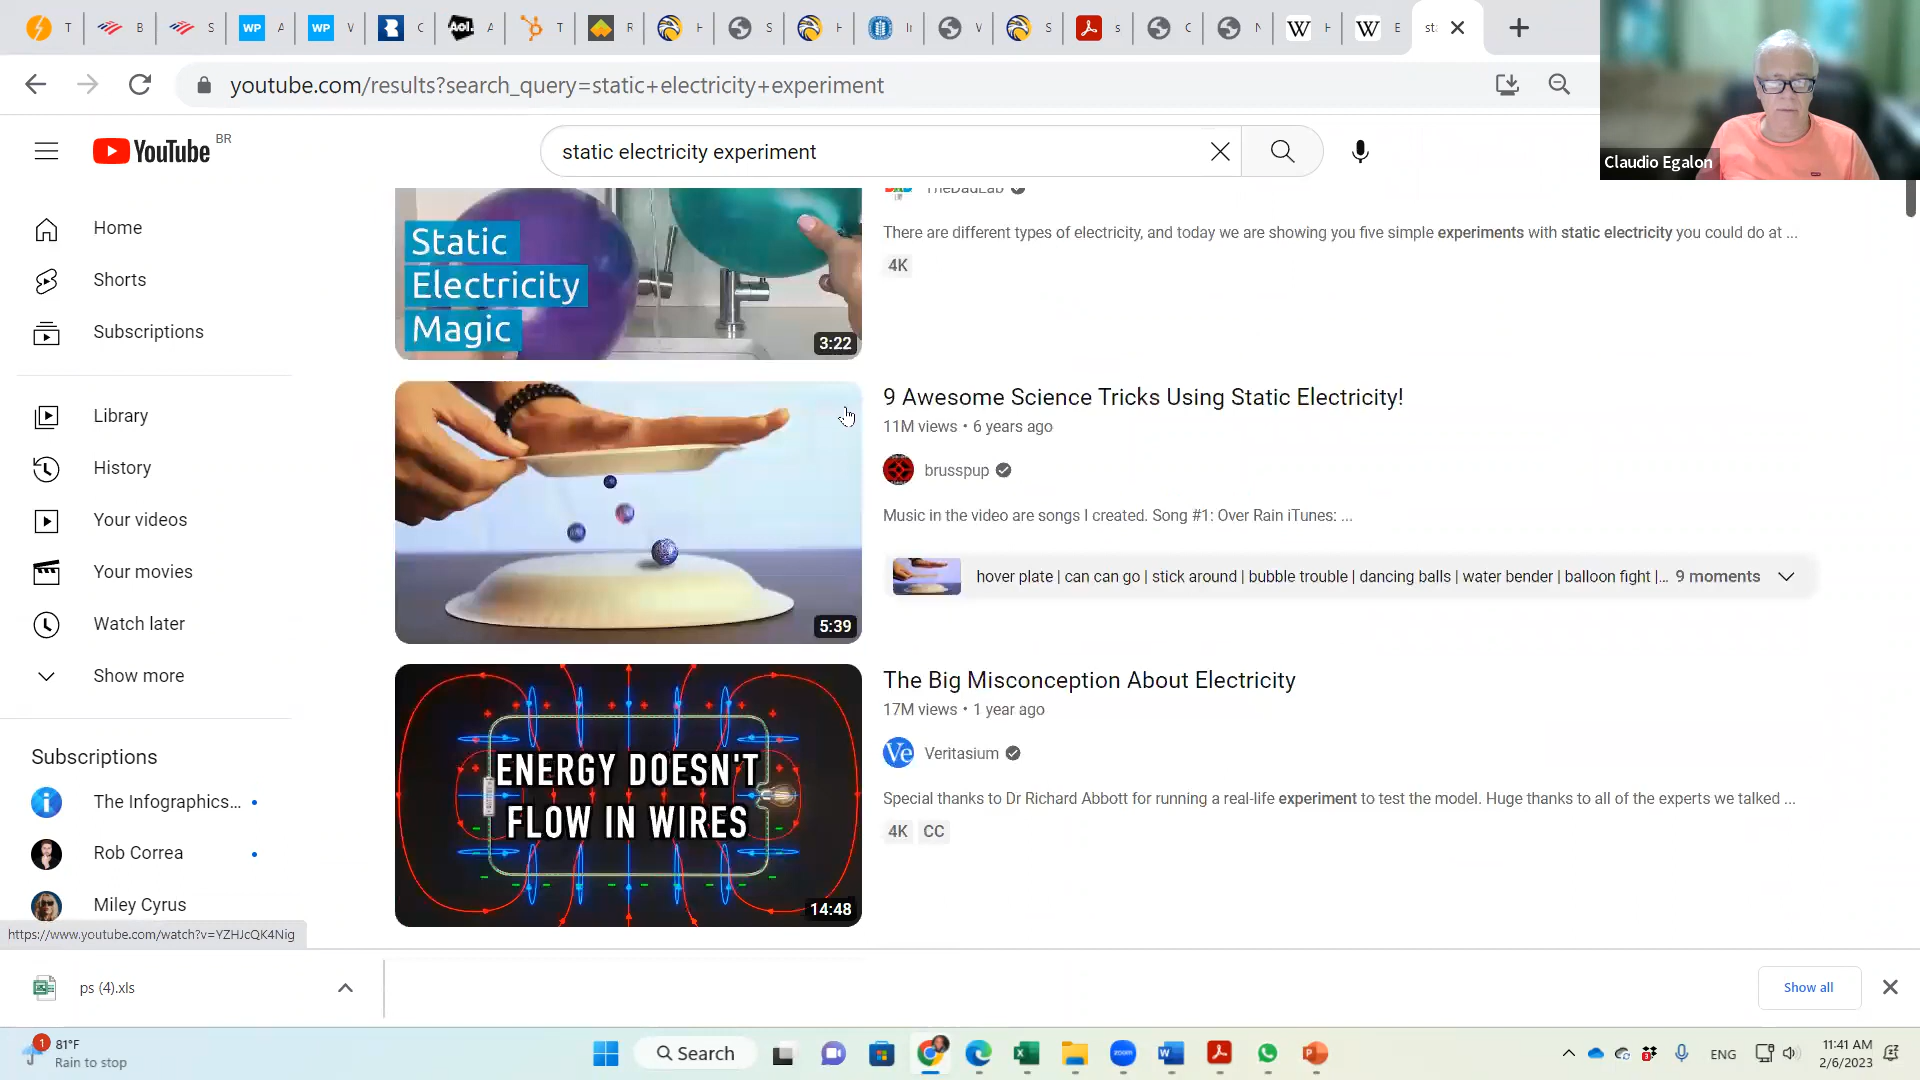 T
B
S
WP
A
WP
V
C
Aol.
A
T
R
H
S
H
I
V
S
s
C
N
W
H
W
E
st
youtube.com/results?search_query=static+electricity+experiment
YouTube
BR
static electricity experiment
Claudio Egalon
Home
Shorts
Subscriptions
Library
History
Your videos
Your movies
Watch later
Show more
Subscriptions
The Infographics...
Rob Correa
Miley Cyrus
https://www.youtube.com/watch?v=YZHJcQK4Nig
Static
Electricity
Magic
3:22
TheDadLab
There are different types of electricity, and today we are showing you five simple experiments with static electricity you could do at ...
4K
5:39
9 Awesome Science Tricks Using Static Electricity!
11M views • 6 years ago
brusspup
Music in the video are songs I created. Song #1: Over Rain iTunes: ...
hover plate | can can go | stick around | bubble trouble | dancing balls | water bender | balloon fight |... 9 moments
ENERGY DOESN'T
FLOW IN WIRES
14:48
The Big Misconception About Electricity
17M views • 1 year ago
Ve
Veritasium
Special thanks to Dr Richard Abbott for running a real-life experiment to test the model. Huge thanks to all of the experts we talked ...
4K CC
ps (4).xls
Show all
1
81°F
Rain to stop
Search
zoom
3
ENG
11:41 AM
2/6/2023